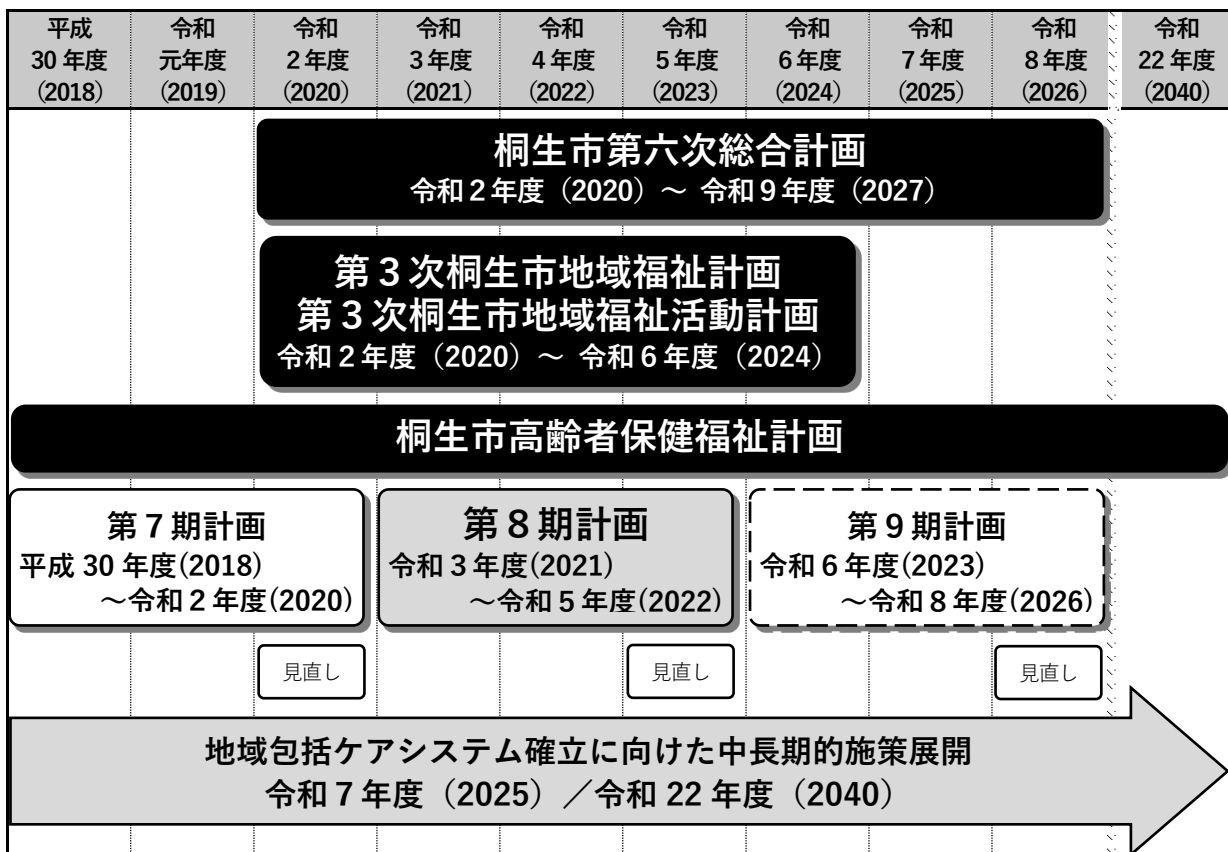 平成
30年度
(2018)
令和
元年度
(2019)
令和
2年度
(2020)
令和
3年度
(2021)
令和
4年度
(2022)
令和
5年度
(2023)
令和
6年度
(2024)
令和
7年度
(2025)
令和
8年度
(2026)
令和
22年度
(2040)
桐生市第六次総合計画
令和2年度（2020）～ 令和9年度（2027）
第3次桐生市地域福祉計画
第3次桐生市地域福祉活動計画
令和2年度（2020）～ 令和6年度（2024）
桐生市高齢者保健福祉計画
第7期計画
平成30年度(2018)
～令和2年度(2020)
第8期計画
令和3年度(2021)
～令和5年度(2022)
第9期計画
令和6年度(2023)
～令和8年度(2026)
見直し
見直し
見直し
地域包括ケアシステム確立に向けた中長期的施策展開
令和7年度（2025）／令和22年度（2040）